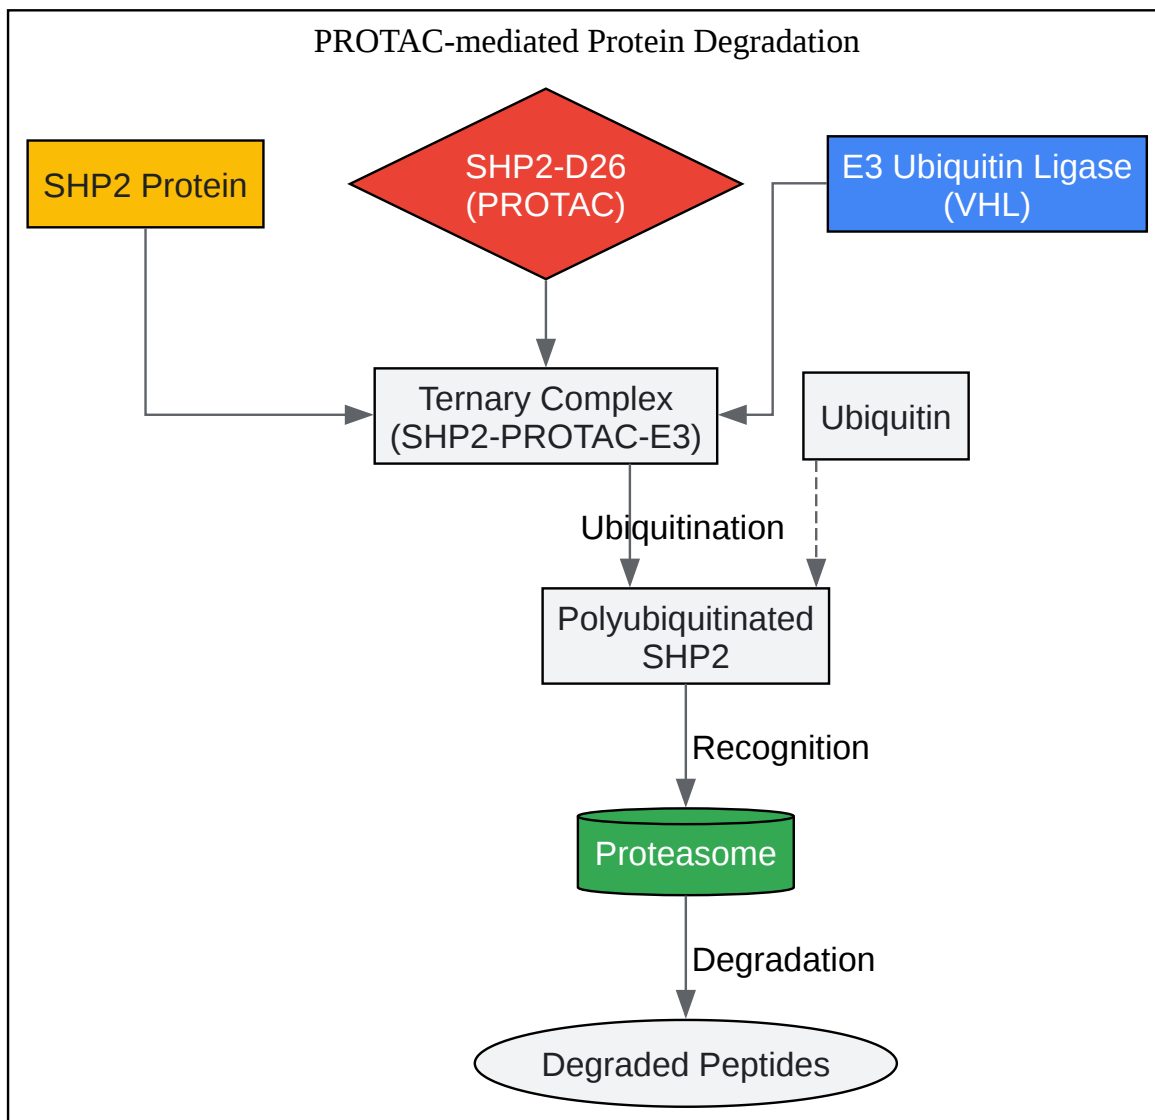 PROTAC-mediated Protein Degradation
SHP2 Protein
SHP2-D26
(PROTAC)
E3 Ubiquitin Ligase
(VHL)
Ternary Complex
(SHP2-PROTAC-E3)
Ubiquitin
Ubiquitination
Polyubiquitinated
SHP2
Recognition
Proteasome
Degradation
Degraded Peptides